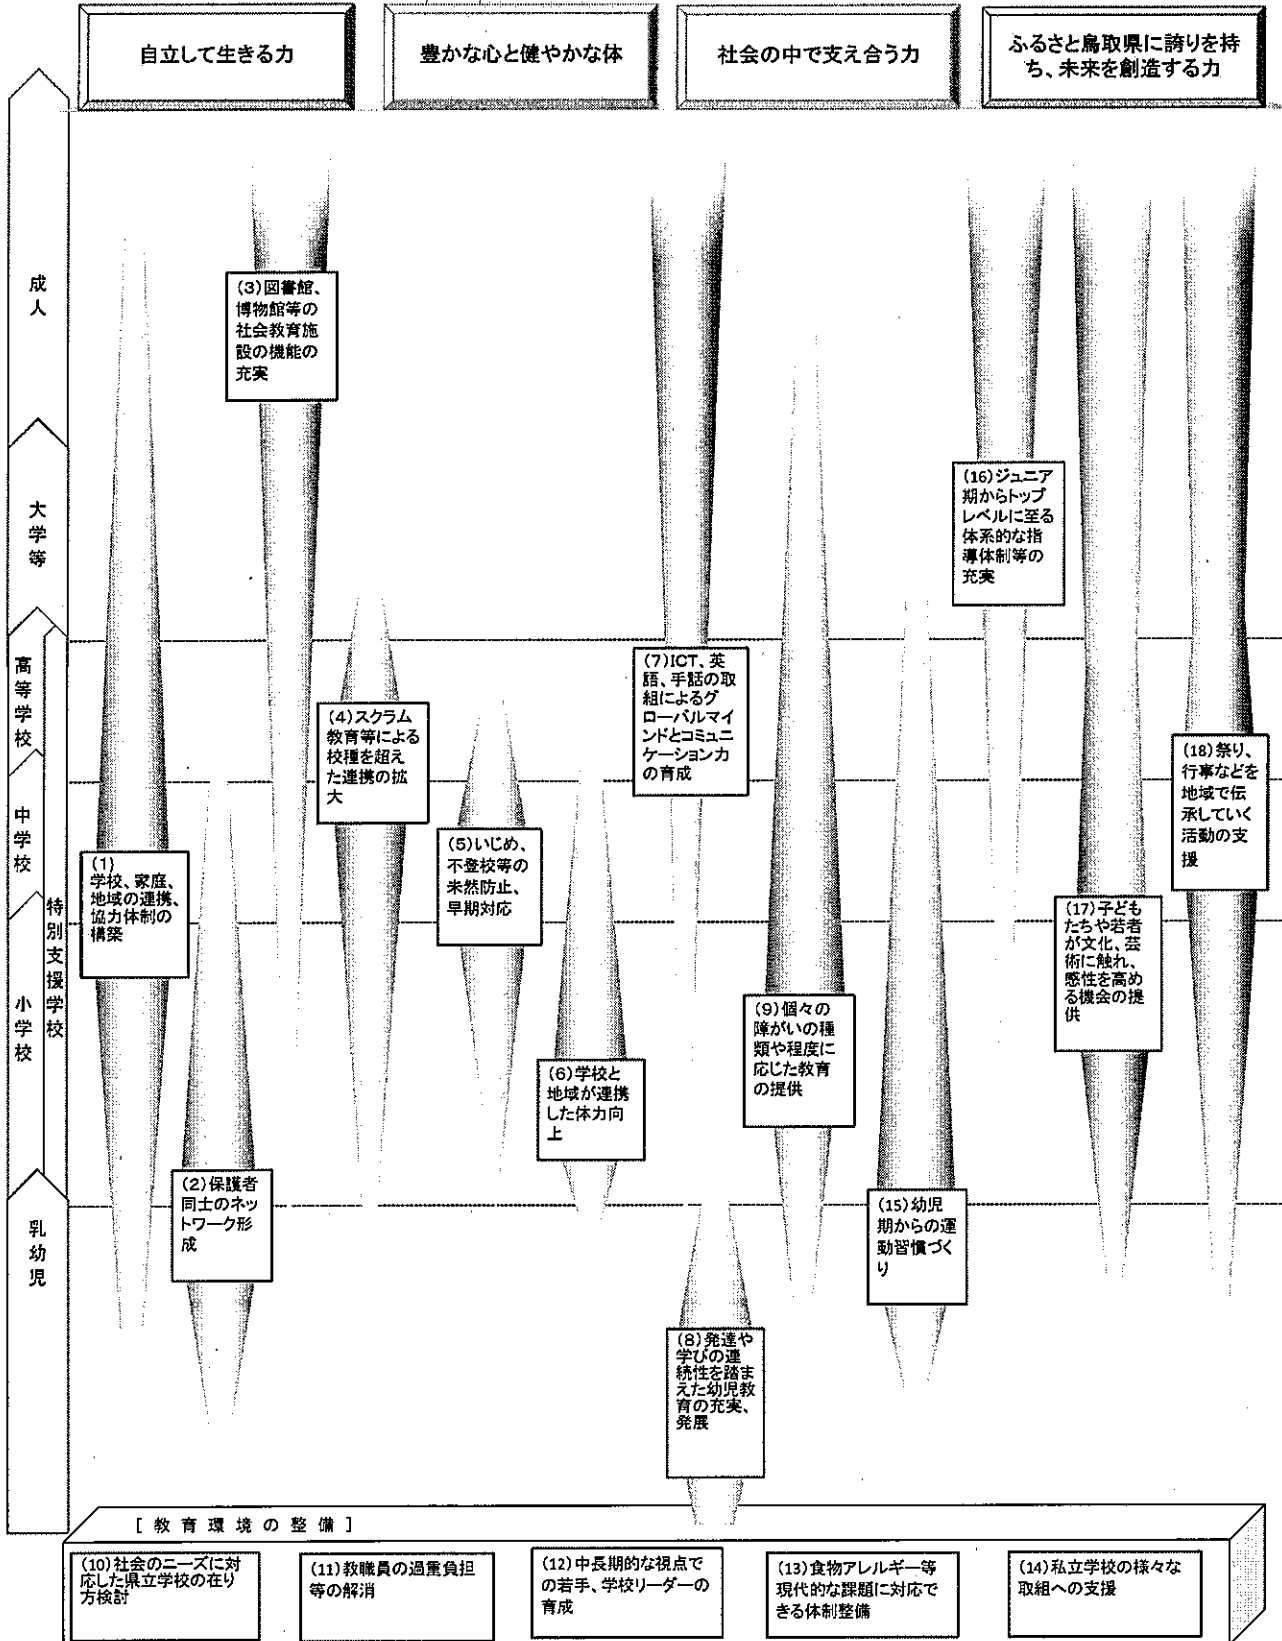 自立して生きる力
豊かな心と健やかな体
社会の中で支え合う力
ふるさと鳥取県に誇りを持
ち、未来を創造する力
成人
大学等
高等学校
中学校
特別支援学校
小学校
乳幼児
(3)図書館、
博物館等の
社会教育施
設の機能の
充実
(16)ジュニア
期からトップ
レベルに至る
体系的な指
導体制等の
充実
(7)ICT、英
語、手話の取
組によるグ
ローバルマイ
ンドとコミュニ
ケーション力
の育成
(4)スクラム
教育等による
校種を超え
た連携の拡
大
(18)祭り、
行事などを
地域で伝
承していく
活動の支
援
(5)いじめ、
不登校等の
未然防止、
早期対応
(1)
学校、家庭、
地域の連携、
協力体制の
構築
(17)子ども
たちや若者
が文化、芸
術に触れ、
感性を高め
る機会の提
供
(9)個々の
障がいの種
類や程度に
応じた教育
の提供
(6)学校と
地域が連携
した体力向
上
(2)保護者
同士のネッ
トワーク形
成
(15)幼児
期からの運
動習慣づく
り
(8)発達や
学びの連
続性を踏ま
えた幼児教
育の充実、
発展
[教育環境の整備]
(10)社会のニーズに対
応した県立学校の在り
方検討
(11)教職員の過重負担
等の解消
(12)中長期的な視点で
の若手、学校リーダーの
育成
(13)食物アレルギー等
現代的な課題に対応で
きる体制整備
(14)私立学校の様々な
取組への支援